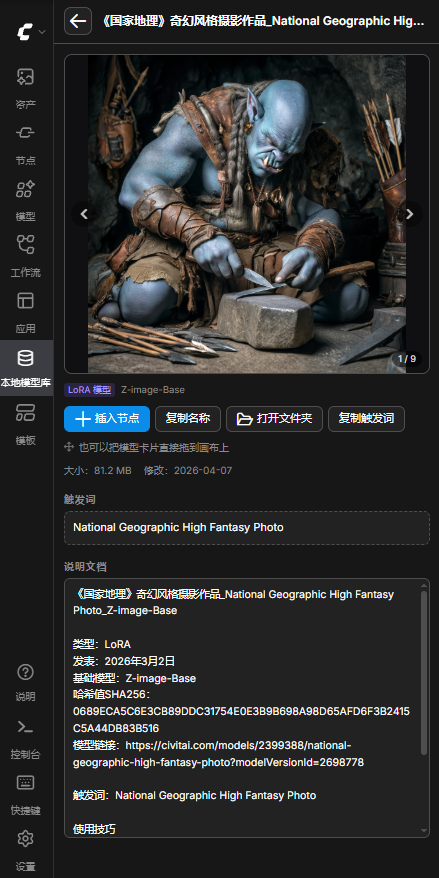 《国家地理》奇幻风格摄影作品_National Geographic Hig...
资产
节点
模型
工作流
应用
本地模型库
模板
说明
控制台
快捷键
设置
1 / 9
LoRA 模型 Z-image-Base
插入节点 复制名称 打开文件夹 复制触发词
也可以把模型卡片直接拖到画布上
大小：81.2 MB 修改：2026-04-07
触发词
National Geographic High Fantasy Photo
说明文档
《国家地理》奇幻风格摄影作品_National Geographic High Fantasy
Photo_Z-image-Base
类型：LoRA
发表：2026年3月2日
基础模型：Z-image-Base
哈希值SHA256：
0689ECA5C6E3CB89DDC31754E0E3B9B698A98D65AFD6F3B2415
C5A44DB83B516
模型链接：https://civitai.com/models/2399388/national-
geographic-high-fantasy-photo?modelVersionId=2698778
触发词：National Geographic High Fantasy Photo
使用技巧